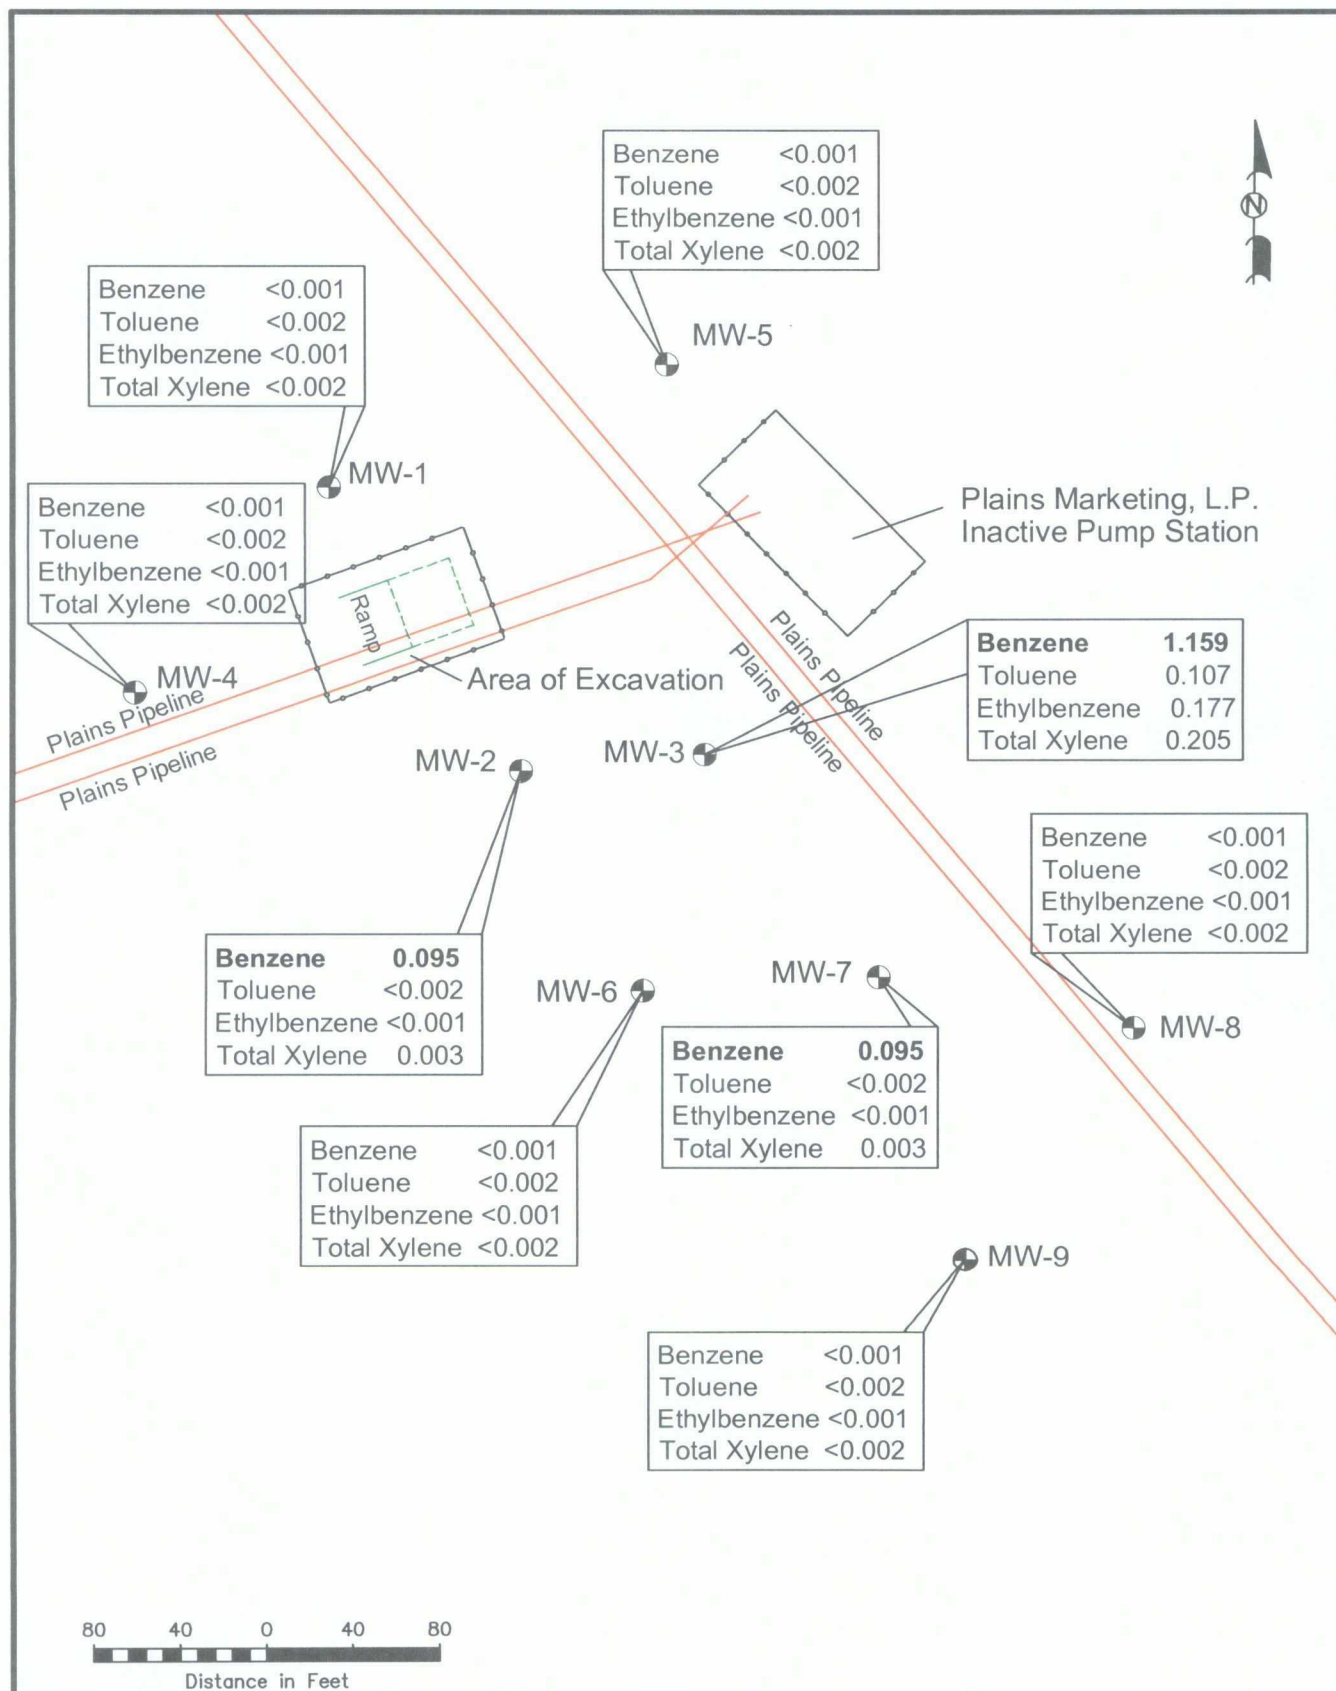 Benzene <0.001
Toluene <0.002
Ethylbenzene <0.001
Total Xylene <0.002
MW-5
N
Benzene <0.001
Toluene <0.002
Ethylbenzene <0.001
Total Xylene <0.002
MW-1
Benzene <0.001
Toluene <0.002
Ethylbenzene <0.001
Total Xylene <0.002
MW-4
Plains Marketing, L.P.
Inactive Pump Station
Ramp
Area of Excavation
Plains Pipeline
Plains Pipeline
Plains Pipeline
Plains Pipeline
Benzene 1.159
Toluene 0.107
Ethylbenzene 0.177
Total Xylene 0.205
MW-3
MW-2
Benzene <0.001
Toluene <0.002
Ethylbenzene <0.001
Total Xylene <0.002
MW-8
Benzene 0.095
Toluene <0.002
Ethylbenzene <0.001
Total Xylene 0.003
MW-6
MW-7
Benzene 0.095
Toluene <0.002
Ethylbenzene <0.001
Total Xylene 0.003
Benzene <0.001
Toluene <0.002
Ethylbenzene <0.001
Total Xylene <0.002
MW-9
Benzene <0.001
Toluene <0.002
Ethylbenzene <0.001
Total Xylene <0.002
80 40 0 40 80
Distance in Feet